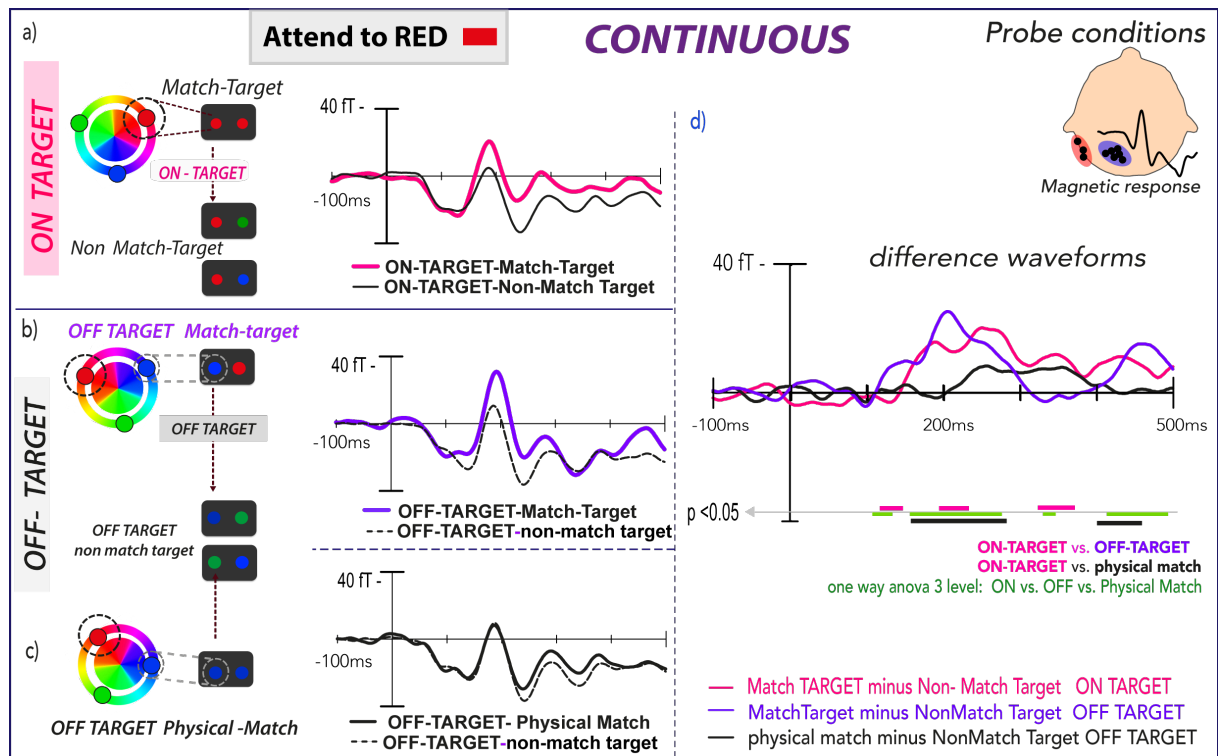 Attend to RED
CONTINUOUS
Probe conditions
Magnetic response
a)
ON TARGET
Match-Target
ON - TARGET
Non Match-Target
40 fT -
-100ms
ON-TARGET-Match-Target
ON-TARGET-Non-Match Target
b)
OFF- TARGET
OFF TARGET Match-target
OFF TARGET
OFF TARGET
non match target
40 fT -
-100ms
OFF-TARGET-Match-Target
OFF-TARGET-non-match target
c)
OFF TARGET Physical -Match
40 fT -
-100ms
OFF-TARGET- Physical Match
OFF-TARGET-non-match target
d)
difference waveforms
40 fT -
-100ms
200ms
500ms
p <0.05
ON-TARGET vs. OFF-TARGET
ON-TARGET vs. physical match
one way anova 3 level: ON vs. OFF vs. Physical Match
Match TARGET minus Non- Match Target ON TARGET
MatchTarget minus NonMatch Target OFF TARGET
physical match minus NonMatch Target OFF TARGET